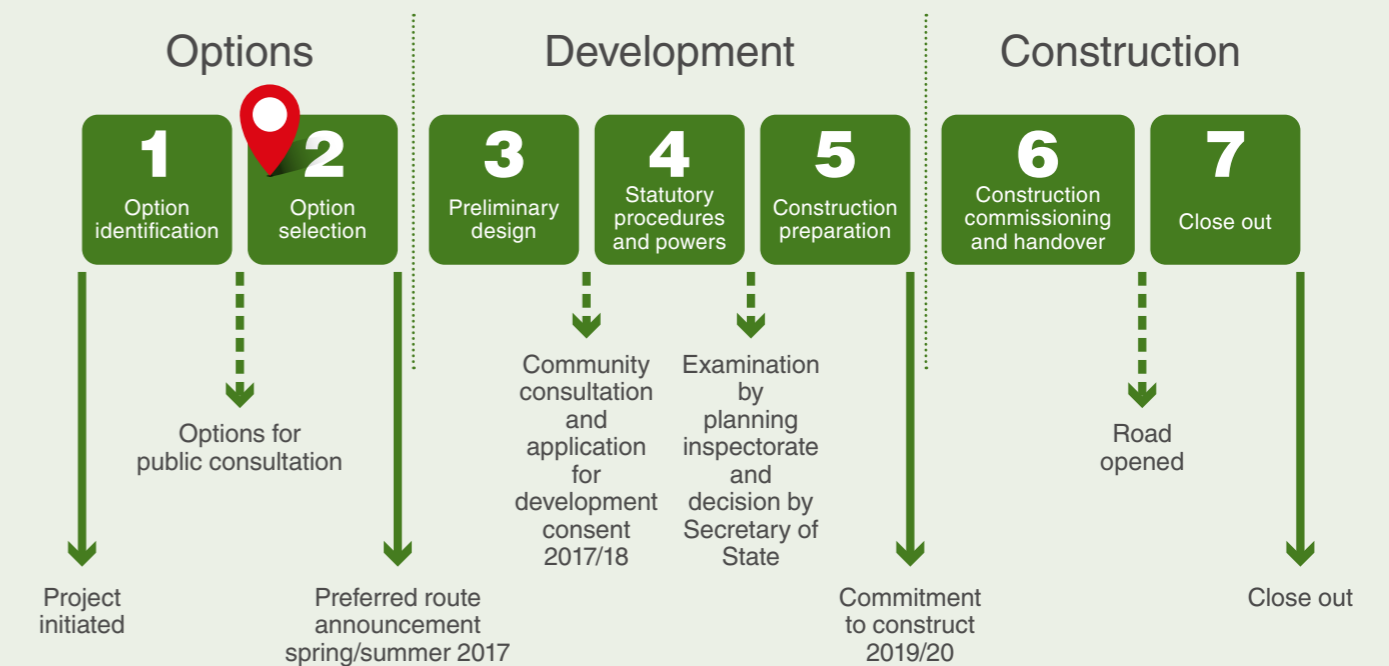 Options
Development
Construction
1
Option
identification
2
Option
selection
3
Preliminary
design
4
Statutory
procedures
and powers
5
Construction
preparation
6
Construction
commissioning
and handover
7
Close out
Project
initiated
Options for
public consultation
Preferred route
announcement
spring/summer 2017
Community
consultation
and
application
for
development
consent
2017/18
Examination
by
planning
inspectorate
and
decision by
Secretary of
State
Commitment
to construct
2019/20
Road
opened
Close out